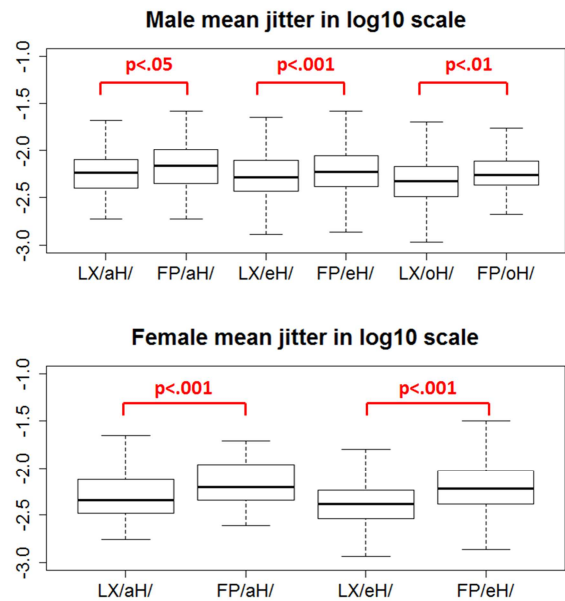 Male mean jitter in log10 scale
-1.0
-1.5
-2.0
-2.5
-3.0
p<.05
p<.001
p<.01
LX/aH/ FP/aH/ LX/eH/ FP/eH/ LX/oH/ FP/oH/
Female mean jitter in log10 scale
-1.0
-1.5
-2.0
-2.5
-3.0
p<.001
p<.001
LX/aH/ FP/aH/ LX/eH/ FP/eH/